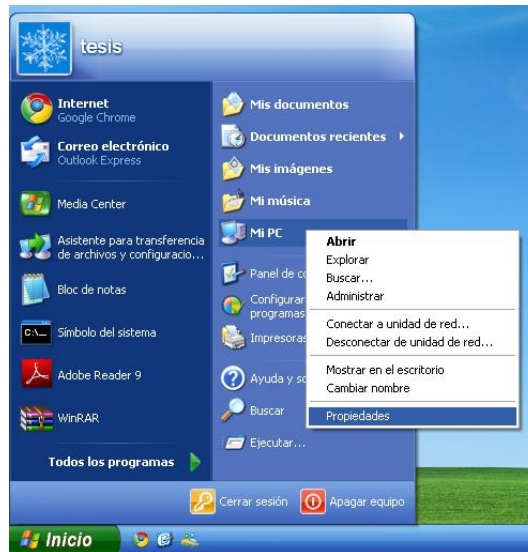 tesis
Internet
Google Chrome
Correo electrónico
Outlook Express
Media Center
Asistente para transferencia
de archivos y configuracio...
Bloc de notas
C:\_
Símbolo del sistema
Adobe Reader 9
WinRAR
Todos los programas
Mis documentos
Documentos recientes
Mis imágenes
Mi música
Mi PC
Panel de co
Configurar
programas
Impresoras
Ayuda y so
Buscar
Ejecutar...
Abrir
Explorar
Buscar...
Administrar
Conectar a unidad de red...
Desconectar de unidad de red...
Mostrar en el escritorio
Cambiar nombre
Propiedades
Cerrar sesión
Apagar equipo
Inicio